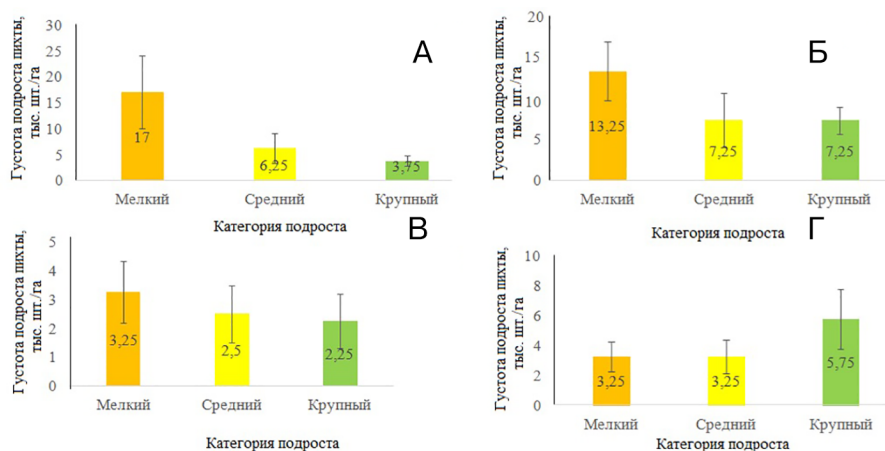 Густота подроста пихты,
тыс. шт./га
30
25
20
15
10
5
0
17
6,25
3,75
Мелкий Средний Крупный
Категория подроста
А
Густота подроста пихты,
тыс. шт./га
20
15
10
5
0
13,25
7,25
7,25
Мелкий Средний Крупный
Категория подроста
Б
Густота подроста пихты,
тыс. шт./га
5
4
3
2
1
0
3,25
2,5
2,25
Мелкий Средний Крупный
Категория подроста
В
Густота подроста пихты,
тыс. шт./га
10
8
6
4
2
0
3,25
3,25
5,75
Мелкий Средний Крупный
Категория подроста
Г